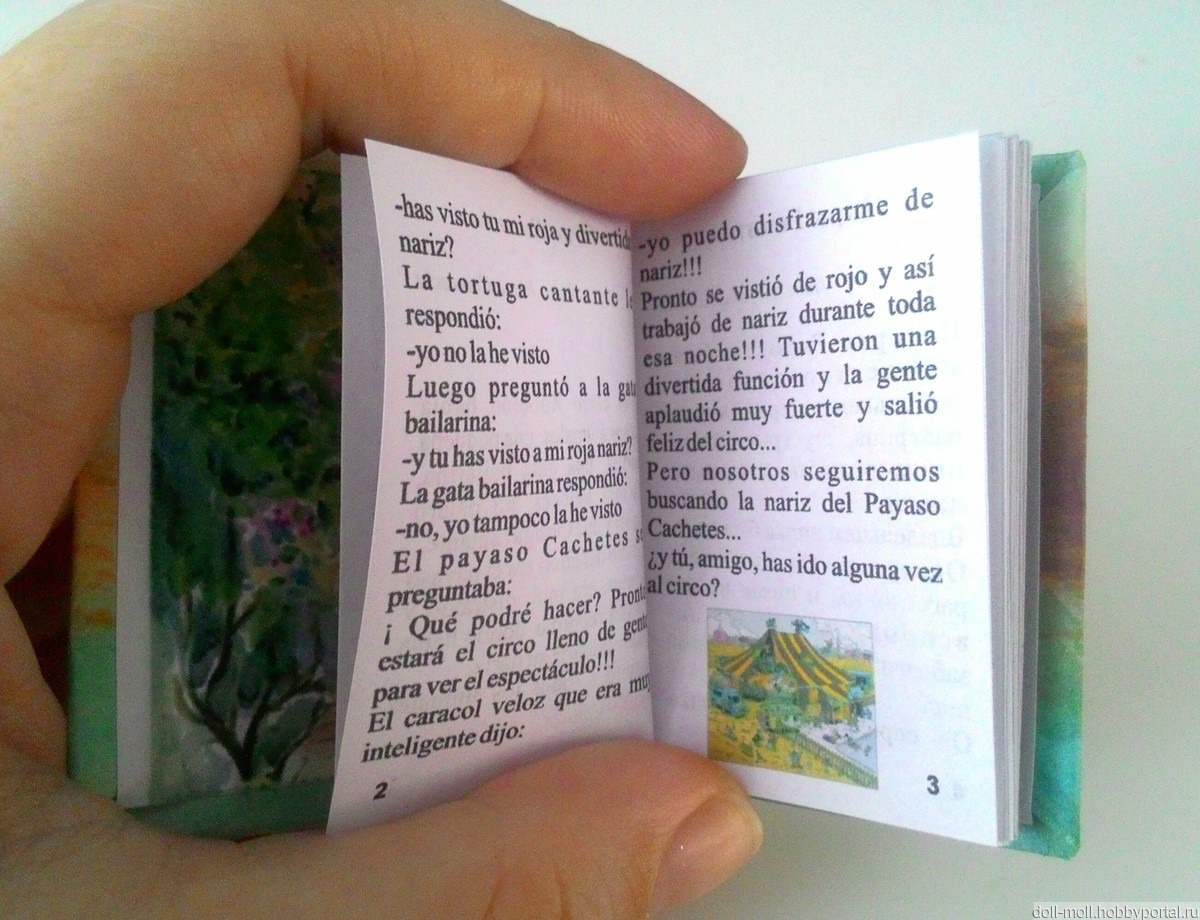 -has visto tu mi roja y divertida
nariz?
La tortuga cantante le
respondió:
-yo no la he visto
Luego preguntó a la gata
bailarina:
-y tu has visto a mi roja nariz?
La gata bailarina respondió:
-no, yo tampoco la he visto
El payaso Cachetes se
preguntaba:
¡ Qué podré hacer? Pronto
estará el circo lleno de gente
para ver el espectáculo!!!
El caracol veloz que era muy
inteligente dijo:
2
-yo puedo disfrazarme de
nariz!!!
Pronto se vistió de rojo y así
trabajó de nariz durante toda
esa noche!!! Tuvieron una
divertida función y la gente
aplaudió muy fuerte y salió
feliz del circo...
Pero nosotros seguiremos
buscando la nariz del Payaso
Cachetes...
¿y tú, amigo, has ido alguna vez
al circo?
3
doll-moll.hobbyportal.ru